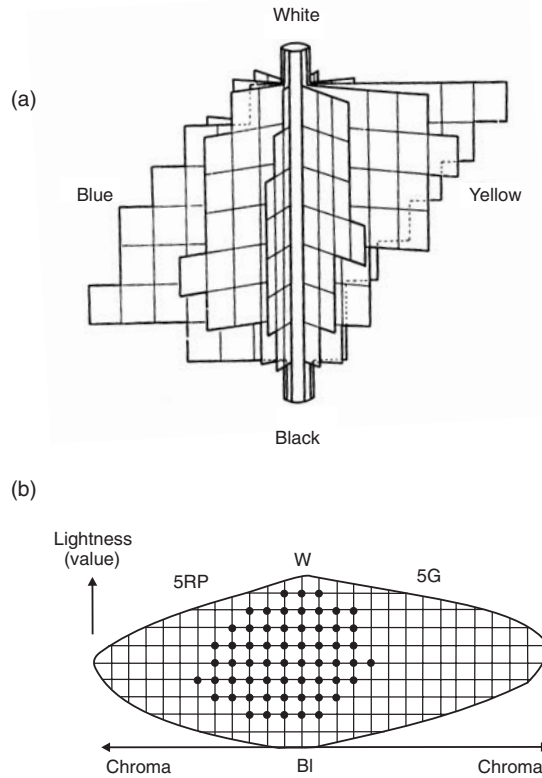 White
(a)
Blue
Yellow
Black
(b)
Lightness
(value)
5RP
W
5G
Chroma
Bl
Chroma